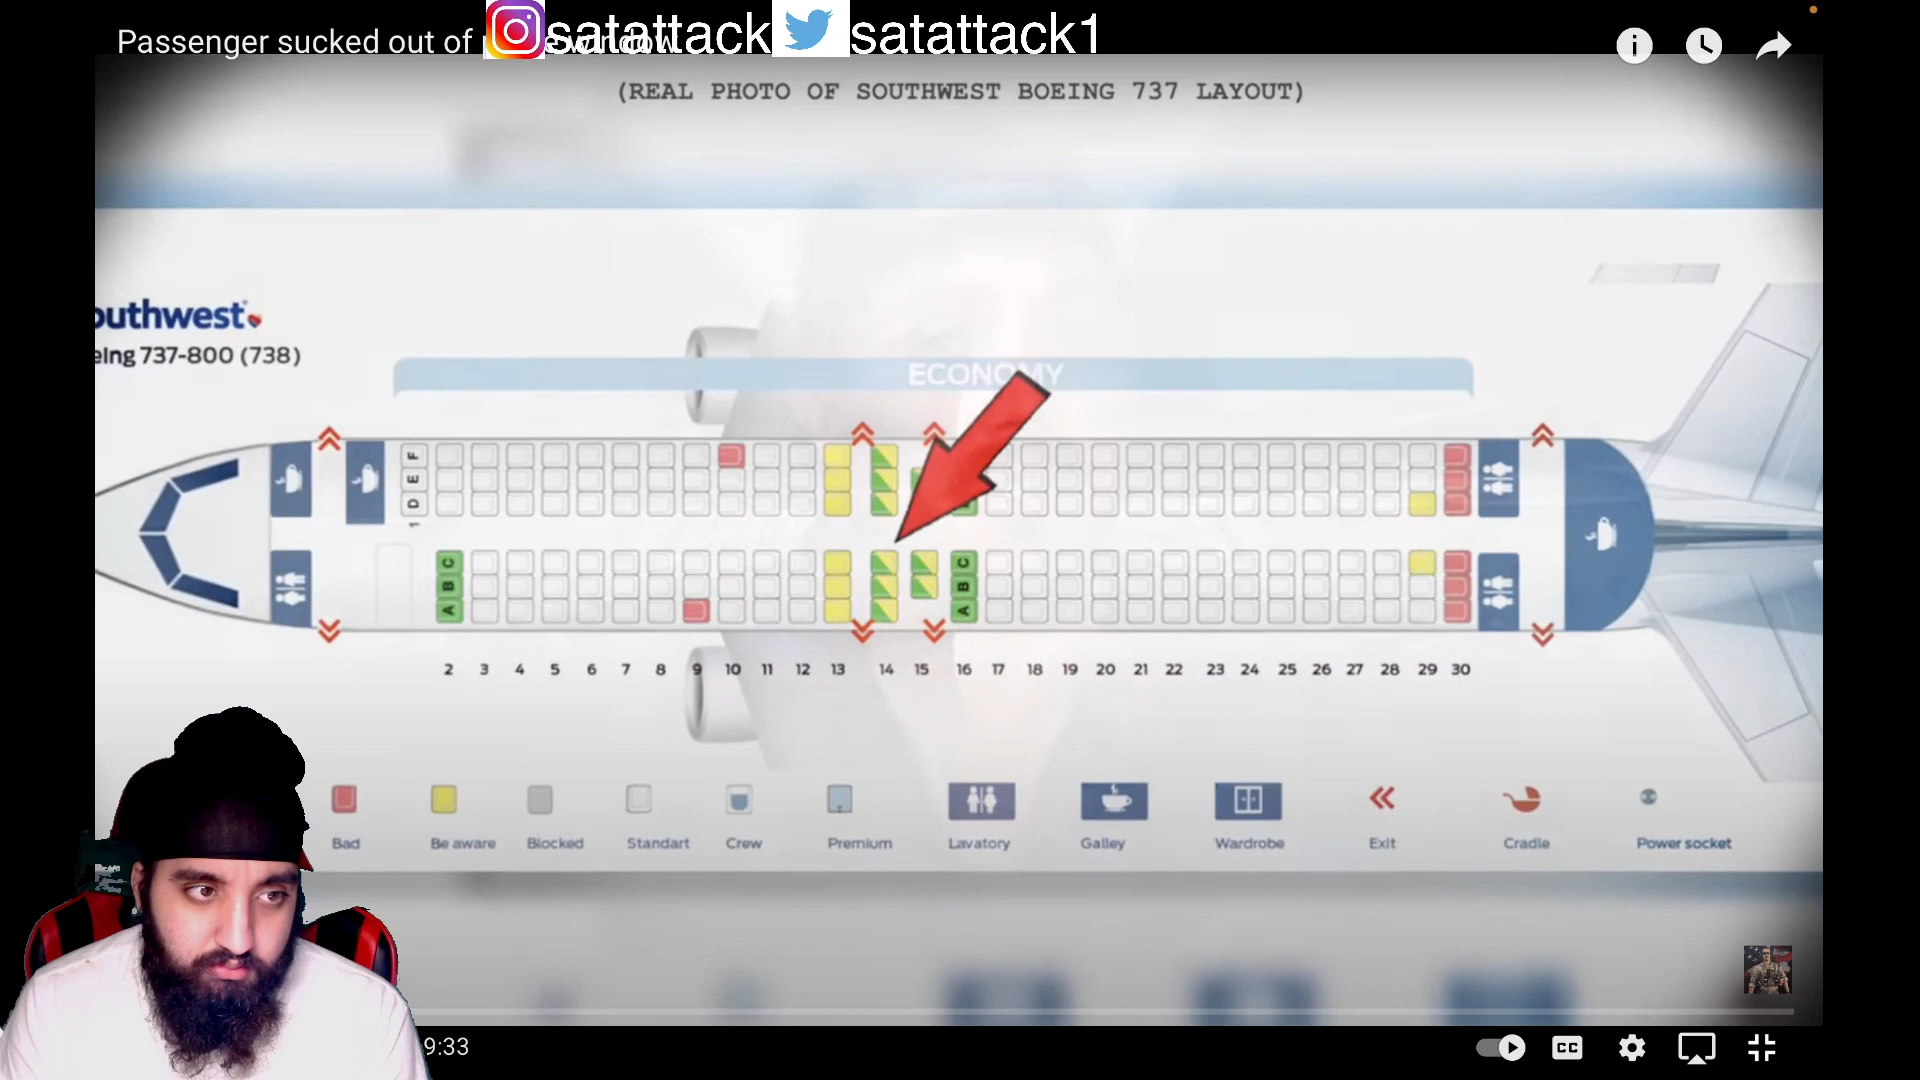 Passenger sucked out of
satattack
satattack1
(REAL PHOTO OF SOUTHWEST BOEING 737 LAYOUT)
outhwest
eing 737-800 (738)
ECONOMY
F
E
D
1
C C C
B B B
A A A
2 3 4 5 6 7 8 9 10 11 12 13 14 15 16 17 18 19 20 21 22 23 24 25 26 27 28 29 30
Bad Be aware Blocked Standart Crew Premium Lavatory Galley Wardrobe Exit Cradle Power socket
9:33
CC